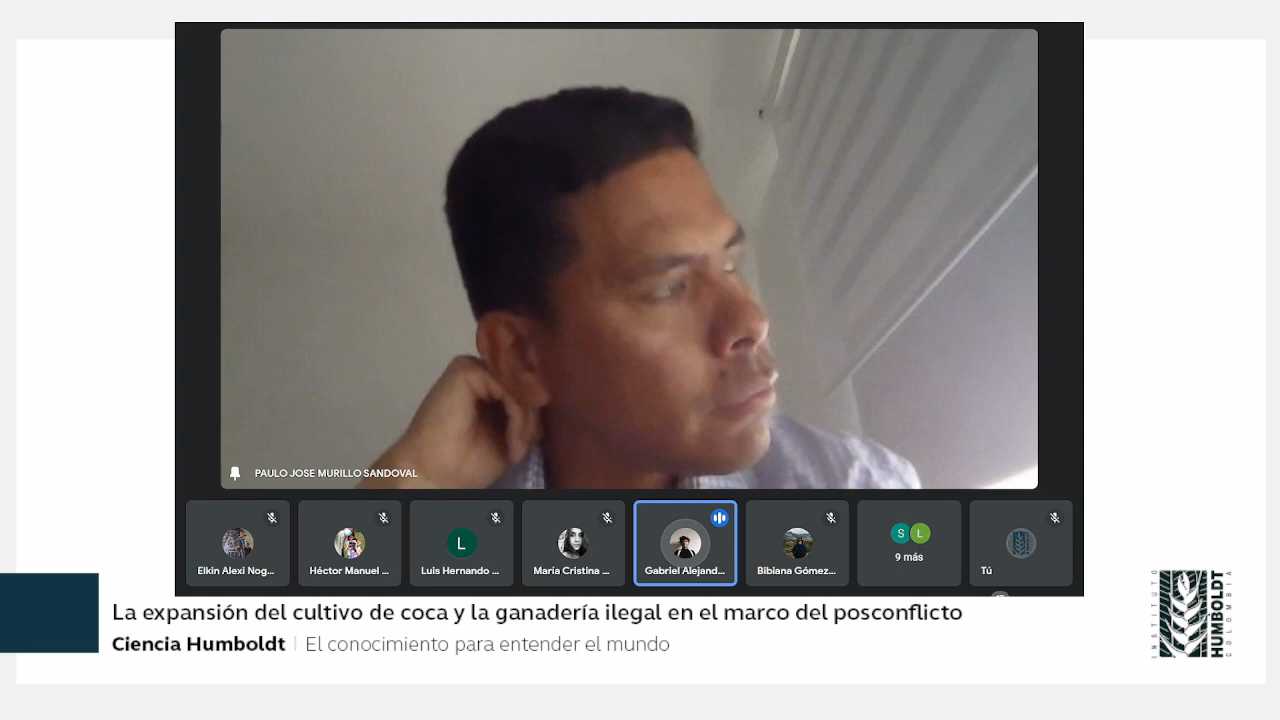 PAULO JOSE MURILLO SANDOVAL
Elkin Alexi Nog...
Héctor Manuel ...
L
Luis Hernando ...
María Cristina ...
Gabriel Alejand...
Bibiana Gómez...
S L
9 más
Tú
La expansión del cultivo de coca y la ganadería ilegal en el marco del posconflicto
Ciencia Humboldt | El conocimiento para entender el mundo
INSTITUTO
HUMBOLDT
COLOMBIA